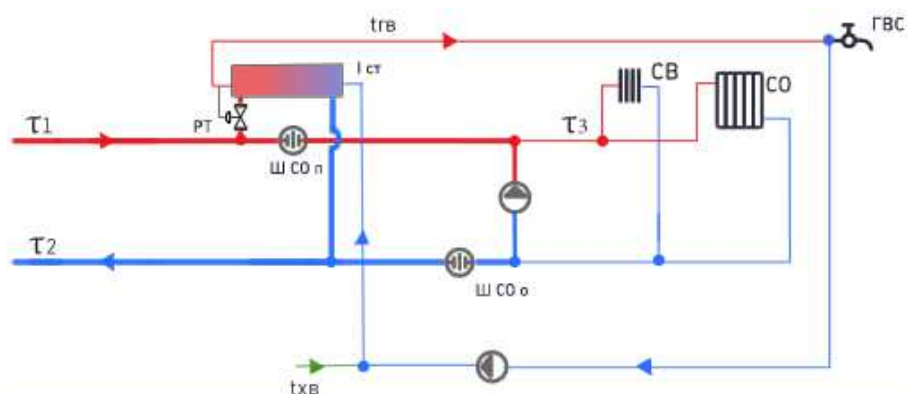 tгв
ГВС
I ст
СВ
СО
τ1
РТ
τ3
Ш СО п
τ2
Ш СО о
tхв